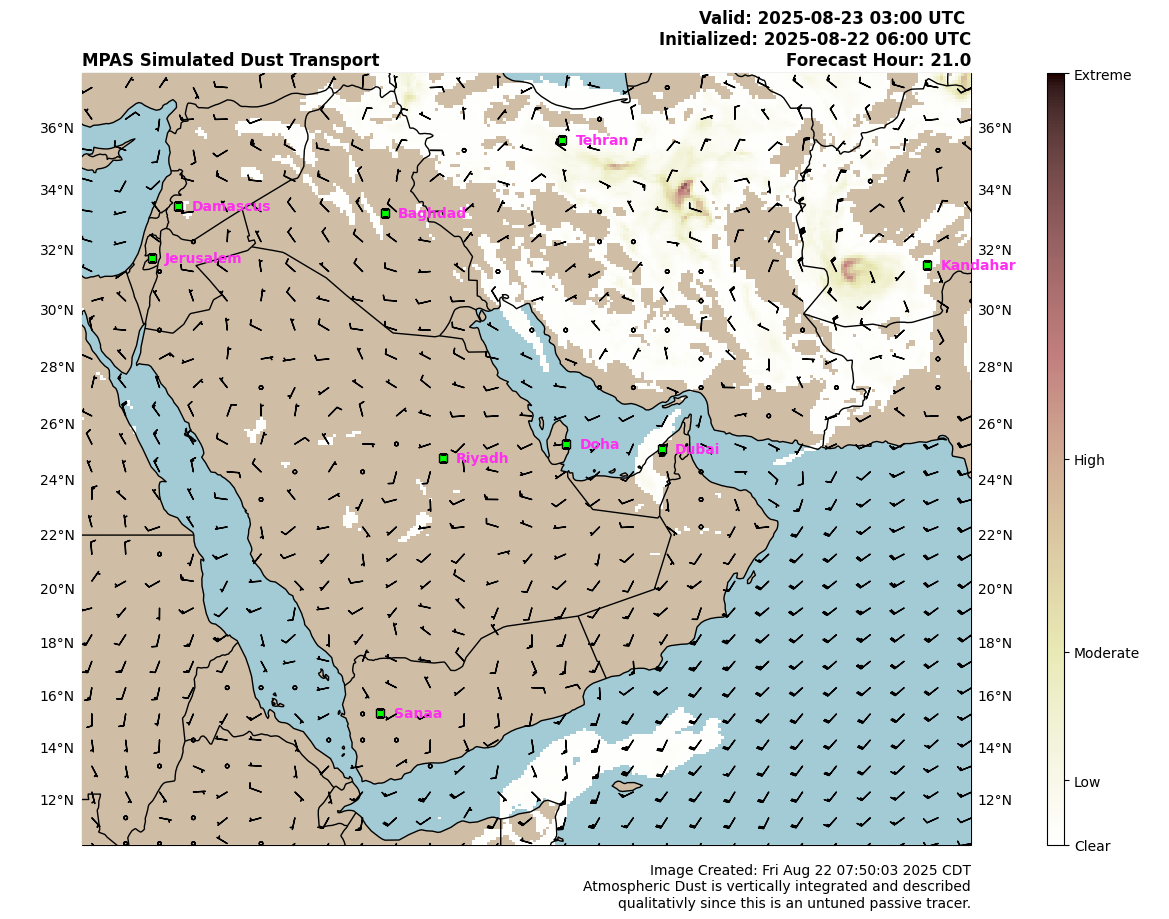 Valid: 2025-08-23 03:00 UTC
Initialized: 2025-08-22 06:00 UTC
MPAS Simulated Dust Transport
Forecast Hour: 21.0
Extreme
High
Moderate
Low
Clear
36°N
34°N
32°N
30°N
28°N
26°N
24°N
22°N
20°N
18°N
16°N
14°N
12°N
36°N
34°N
32°N
30°N
28°N
26°N
24°N
22°N
20°N
18°N
16°N
14°N
12°N
Tehran
Damascus
Baghdad
Jerusalem
Kandahar
Doha
Dubai
Riyadh
Sanaa
Image Created: Fri Aug 22 07:50:03 2025 CDT
Atmospheric Dust is vertically integrated and described
qualitativly since this is an untuned passive tracer.